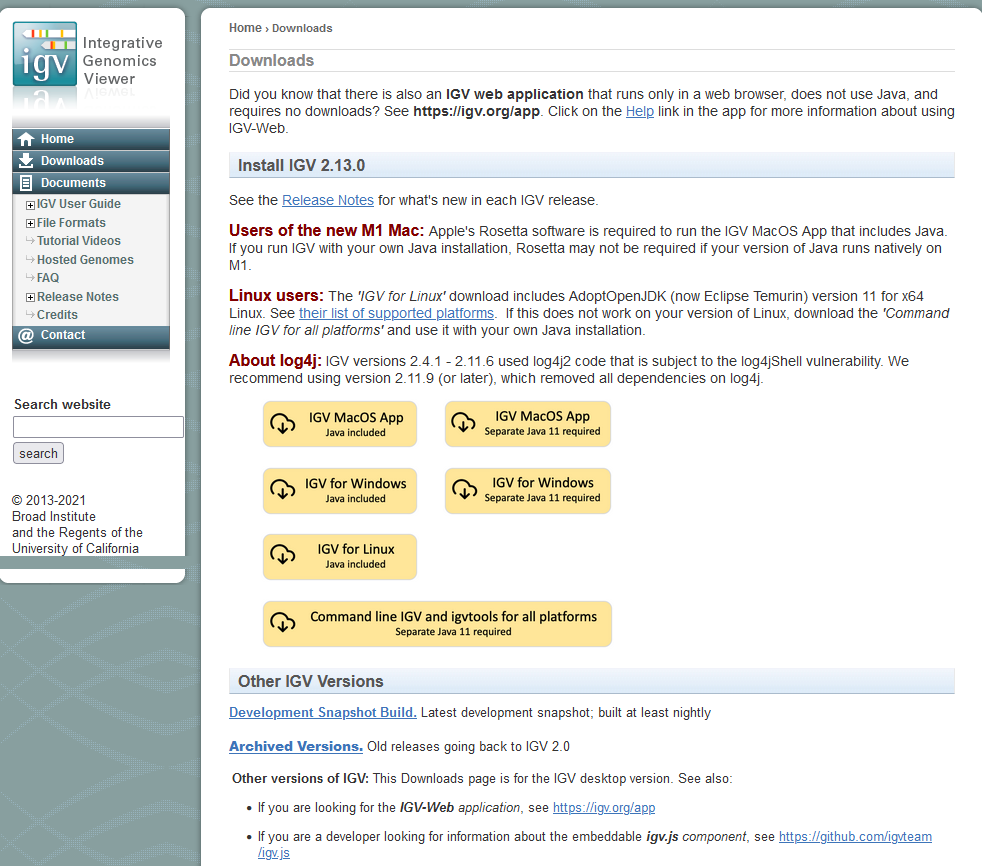 igv
Integrative
Genomics
Viewer
Home
Downloads
Documents
IGV User Guide
File Formats
Tutorial Videos
Hosted Genomes
FAQ
Release Notes
Credits
@ Contact
Search website
search
© 2013-2021
Broad Institute
and the Regents of the
University of California
Home › Downloads
Downloads
Did you know that there is also an IGV web application that runs only in a web browser, does not use Java, and
requires no downloads? See https://igv.org/app. Click on the Help link in the app for more information about using
IGV-Web.
Install IGV 2.13.0
See the Release Notes for what's new in each IGV release.
Users of the new M1 Mac: Apple's Rosetta software is required to run the IGV MacOS App that includes Java.
If you run IGV with your own Java installation, Rosetta may not be required if your version of Java runs natively on
M1.
Linux users: The 'IGV for Linux' download includes AdoptOpenJDK (now Eclipse Temurin) version 11 for x64
Linux. See their list of supported platforms. If this does not work on your version of Linux, download the 'Command
line IGV for all platforms' and use it with your own Java installation.
About log4j: IGV versions 2.4.1 - 2.11.6 used log4j2 code that is subject to the log4jShell vulnerability. We
recommend using version 2.11.9 (or later), which removed all dependencies on log4j.
IGV MacOS App
Java included
IGV MacOS App
Separate Java 11 required
IGV for Windows
Java included
IGV for Windows
Separate Java 11 required
IGV for Linux
Java included
Command line IGV and igvtools for all platforms
Separate Java 11 required
Other IGV Versions
Development Snapshot Build. Latest development snapshot; built at least nightly
Archived Versions. Old releases going back to IGV 2.0
Other versions of IGV: This Downloads page is for the IGV desktop version. See also:
• If you are looking for the IGV-Web application, see https://igv.org/app
• If you are a developer looking for information about the embeddable igv.js component, see https://github.com/igvteam
/igv.js